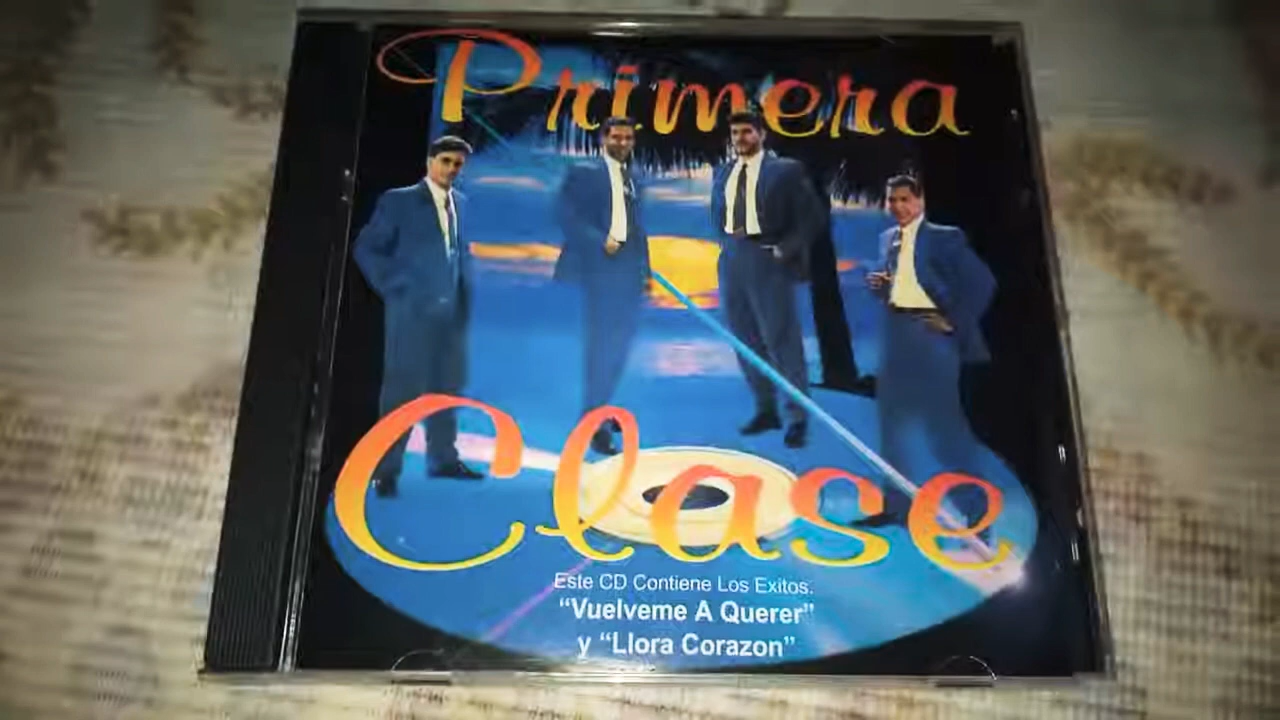 Primera
Clase
Este CD Contiene Los Exitos:
“Vuelveme A Querer”
y “Llora Corazon”